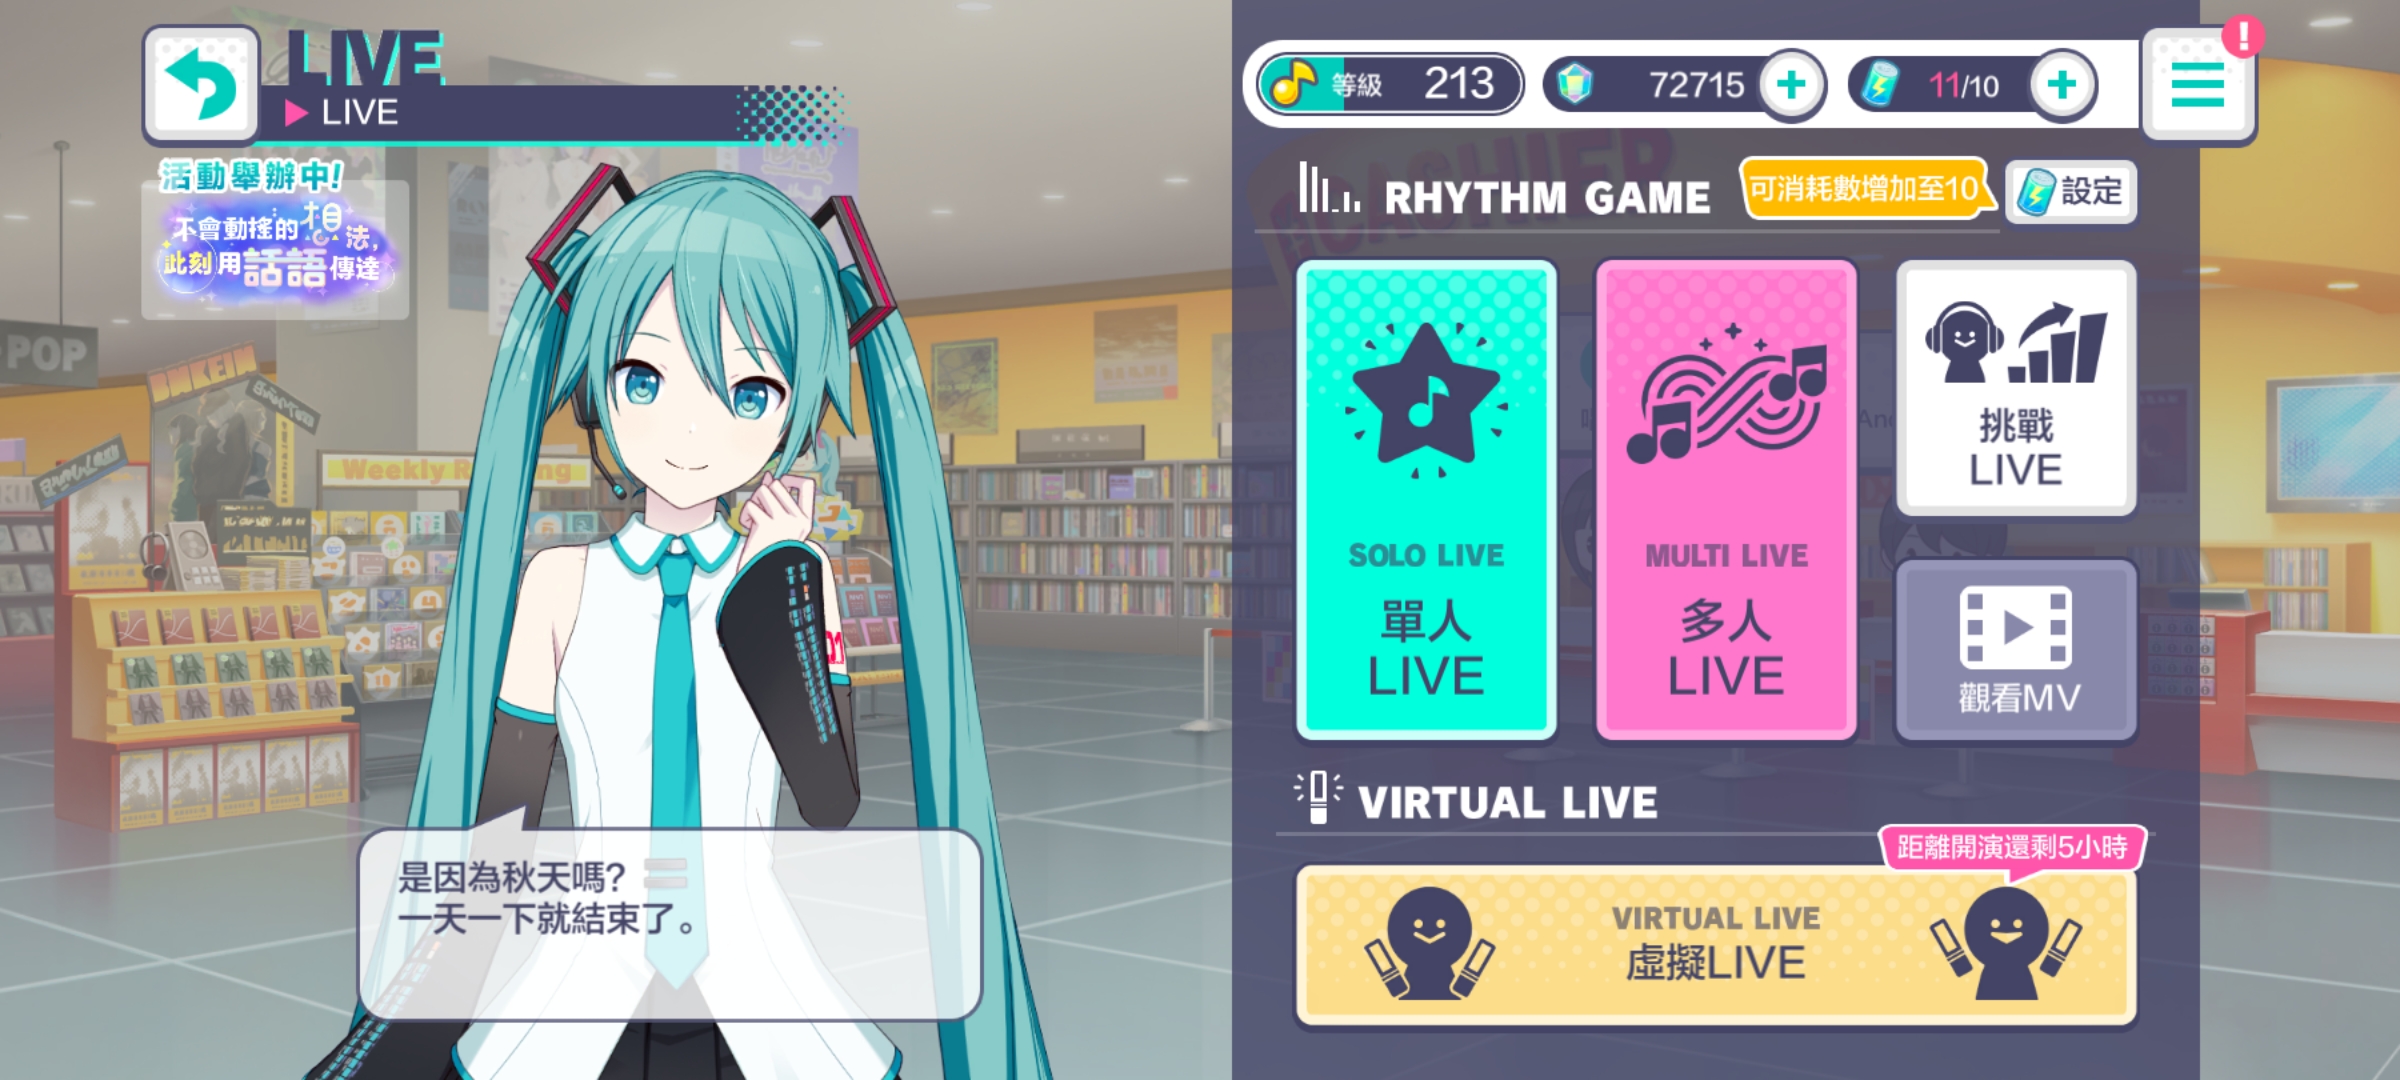 LIVE
LIVE
等級 213
72715
11/10
活動舉辦中!
不會動搖的想法,
此刻用話語傳達
RHYTHM GAME
可消耗數增加至10
設定
POP
Weekly
CASHIER
SOLO LIVE
單人
LIVE
MULTI LIVE
多人
LIVE
挑戰
LIVE
觀看MV
01
是因為秋天嗎?
一天一下就結束了。
VIRTUAL LIVE
距離開演還剩5小時
VIRTUAL LIVE
虛擬LIVE